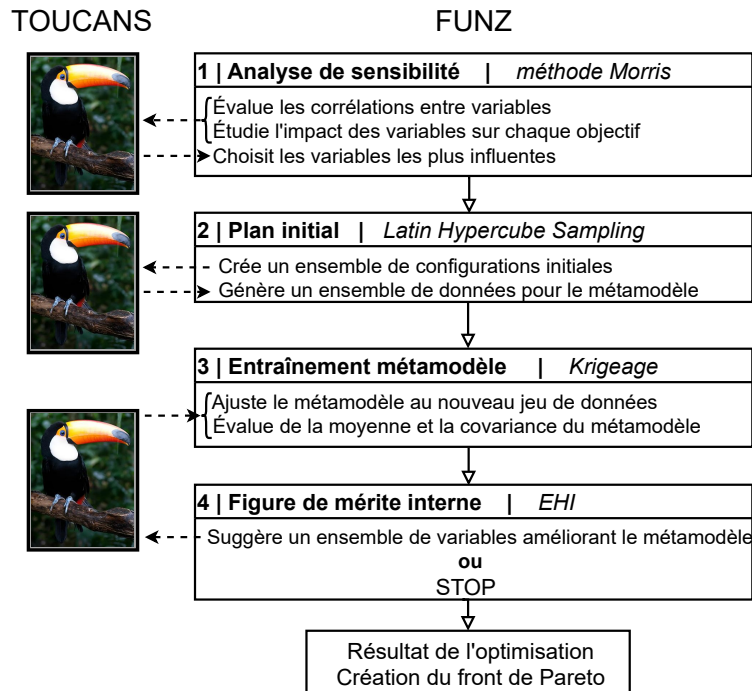 TOUCANS
FUNZ
1 | Analyse de sensibilité | méthode Morris
Évalue les corrélations entre variables
Étudie l'impact des variables sur chaque objectif
Choisit les variables les plus influentes
2 | Plan initial | Latin Hypercube Sampling
Crée un ensemble de configurations initiales
Génère un ensemble de données pour le métamodèle
3 | Entraînement métamodèle | Krigeage
Ajuste le métamodèle au nouveau jeu de données
Évalue de la moyenne et la covariance du métamodèle
4 | Figure de mérite interne | EHI
Suggère un ensemble de variables améliorant le métamodèle
ou
STOP
Résultat de l'optimisation
Création du front de Pareto